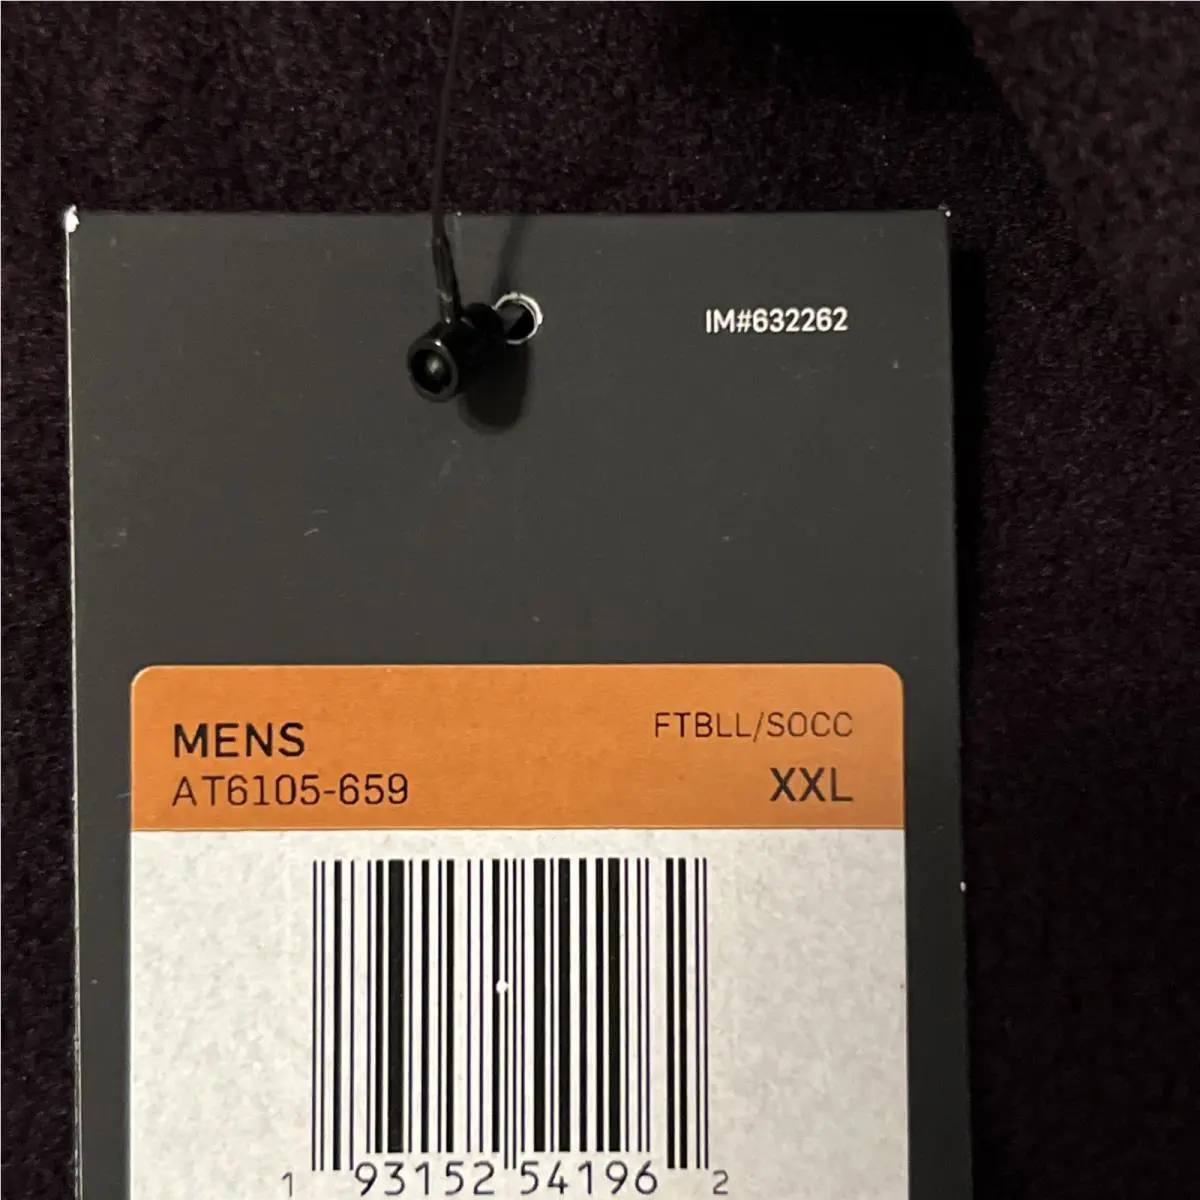 IM#632262
MENS
FTBLL/SOCC
AT6105-659
XXL
1 93152 54196 2